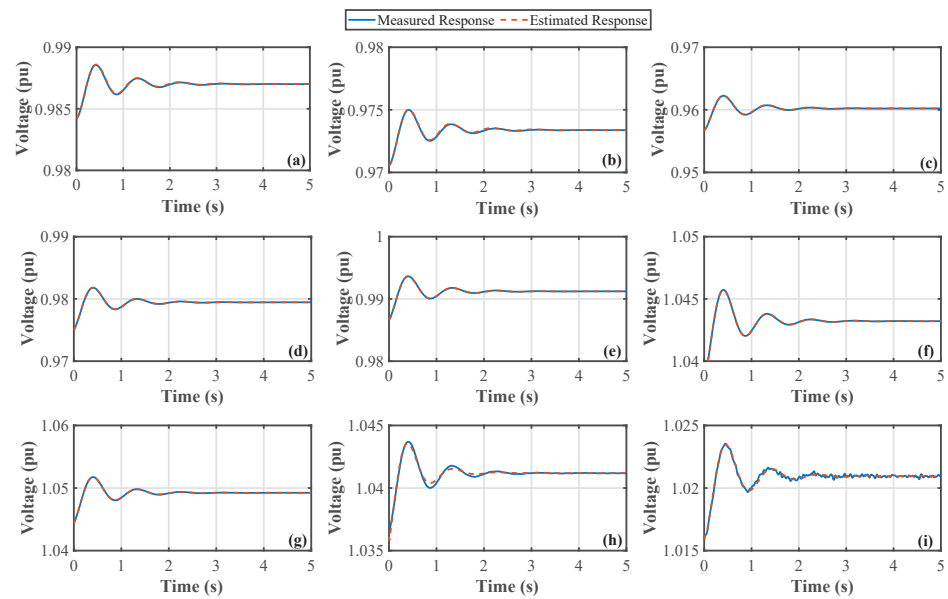 Measured Response Estimated Response
0.99 0.98 0.97
0.985 0.975 0.96
0.98 0.97 0.95
Voltage (pu) Voltage (pu) Voltage (pu)
(a) (b) (c)
0 1 2 3 4 5 0 1 2 3 4 5 0 1 2 3 4 5
Time (s) Time (s) Time (s)
0.99 1 1.05
0.98 0.99 1.045
0.97 0.98 1.04
Voltage (pu) Voltage (pu) Voltage (pu)
(d) (e) (f)
0 1 2 3 4 5 0 1 2 3 4 5 0 1 2 3 4 5
Time (s) Time (s) Time (s)
1.06 1.045 1.025
1.05 1.04 1.02
1.04 1.035 1.015
Voltage (pu) Voltage (pu) Voltage (pu)
(g) (h) (i)
0 1 2 3 4 5 0 1 2 3 4 5 0 1 2 3 4 5
Time (s) Time (s) Time (s)